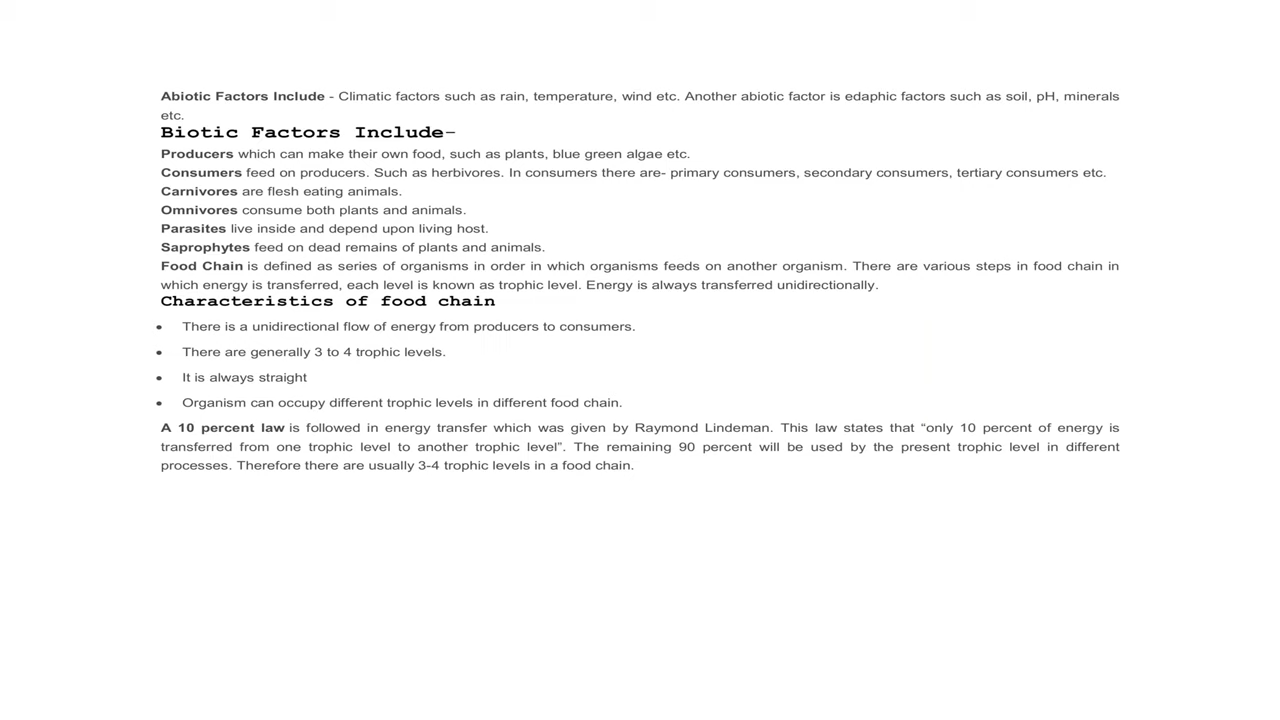 Abiotic Factors Include - Climatic factors such as rain, temperature, wind etc. Another abiotic factor is edaphic factors such as soil, pH, minerals
etc.
Biotic Factors Include-
Producers which can make their own food, such as plants, blue green algae etc.
Consumers feed on producers. Such as herbivores. In consumers there are- primary consumers, secondary consumers, tertiary consumers etc.
Carnivores are flesh eating animals.
Omnivores consume both plants and animals.
Parasites live inside and depend upon living host.
Saprophytes feed on dead remains of plants and animals.
Food Chain is defined as series of organisms in order in which organisms feeds on another organism. There are various steps in food chain in
which energy is transferred, each level is known as trophic level. Energy is always transferred unidirectionally.
Characteristics of food chain
• There is a unidirectional flow of energy from producers to consumers.
• There are generally 3 to 4 trophic levels.
• It is always straight
• Organism can occupy different trophic levels in different food chain.
A 10 percent law is followed in energy transfer which was given by Raymond Lindeman. This law states that “only 10 percent of energy is
transferred from one trophic level to another trophic level”. The remaining 90 percent will be used by the present trophic level in different
processes. Therefore there are usually 3-4 trophic levels in a food chain.